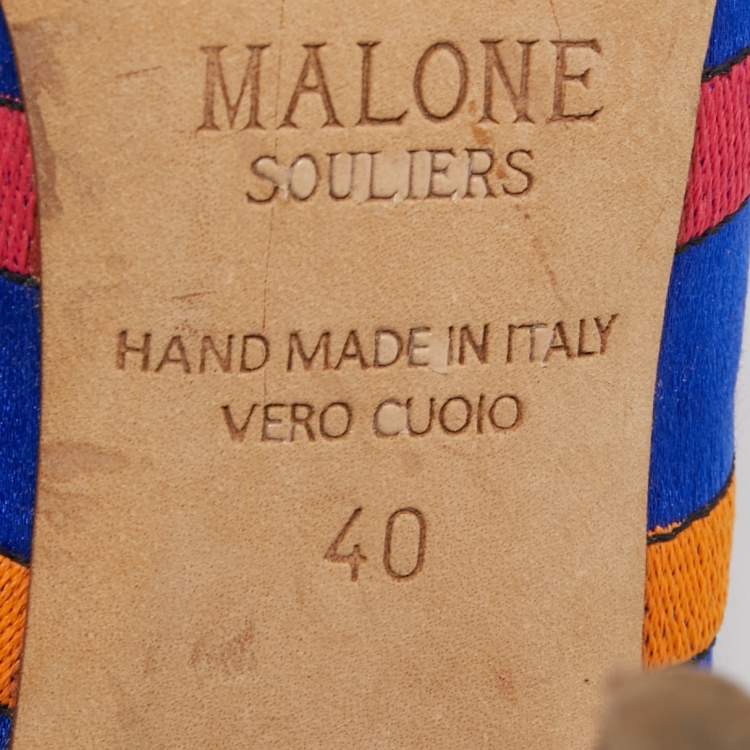 MALONE
SOULIERS
HAND MADE IN ITALY
VERO CUOIO
40